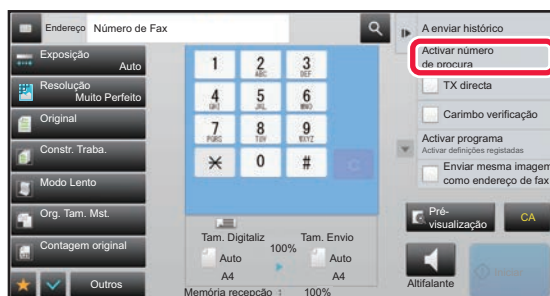 Endereço Número de Fax
Exposição
Auto
Resolução
Muito Perfeito
Original
Constr. Traba.
Modo Lento
Org. Tam. Mst.
Contagem original
Outros
1
2
ABC
3
DEF
4
GHI
5
JKL
6
MNO
7
PQRS
8
TUV
9
WXYZ
0
#
C
Tam. Digitaliz
100%
Tam. Envio
Auto
A4
Auto
A4
Memória recepção : 100%
A enviar histórico
Activar número
de procura
TX directa
Carimbo verificação
Activar programa
Activar definições registadas
Enviar mesma imagem
como endereço de fax
Pré-
visualização
CA
Altifalante